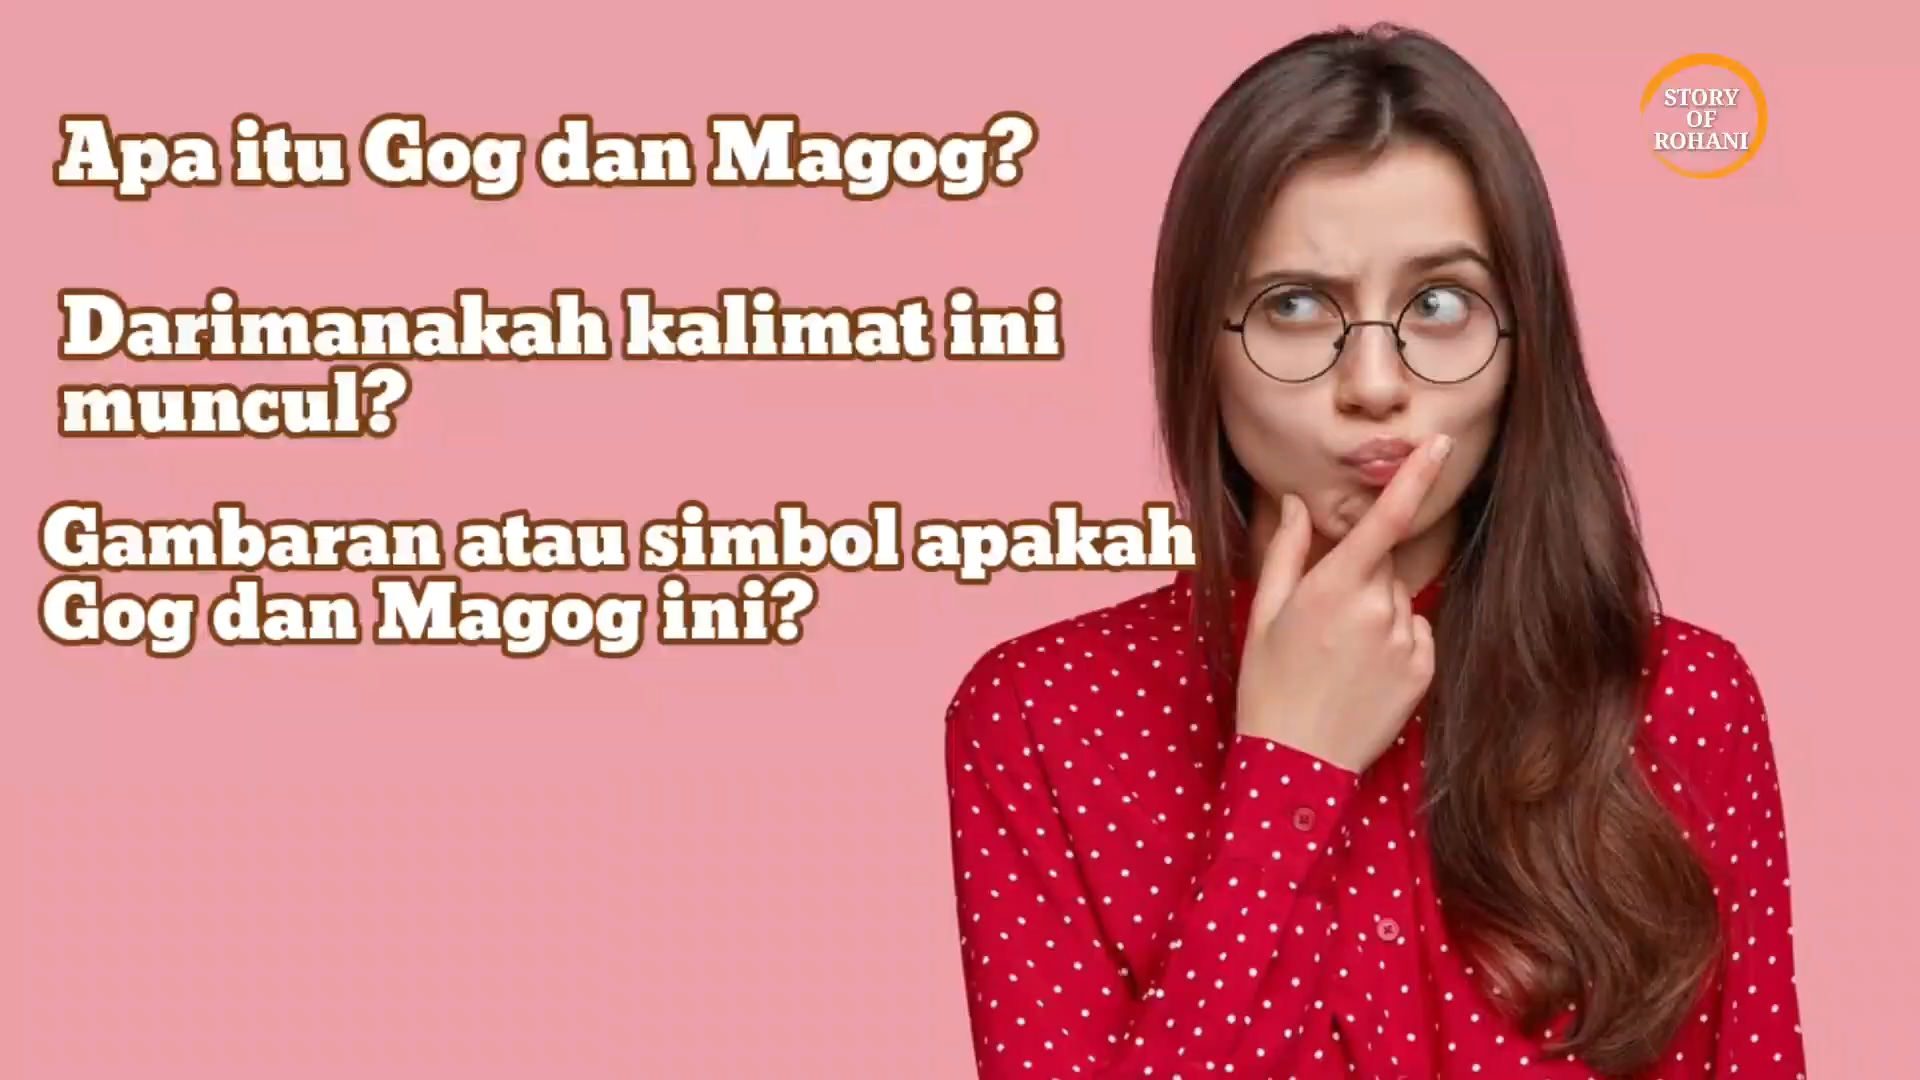 Apa itu Gog dan Magog?
Darimanakah kalimat ini
muncul?
Gambaran atau simbol apakah
Gog dan Magog ini?
STORY
OF
ROHANI